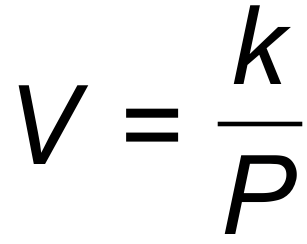 V = k/P